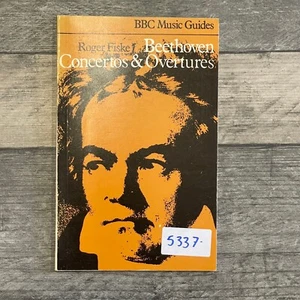 BBC Music Guides
Roger Fiske Beethoven
Concertos & Overtures
5337-